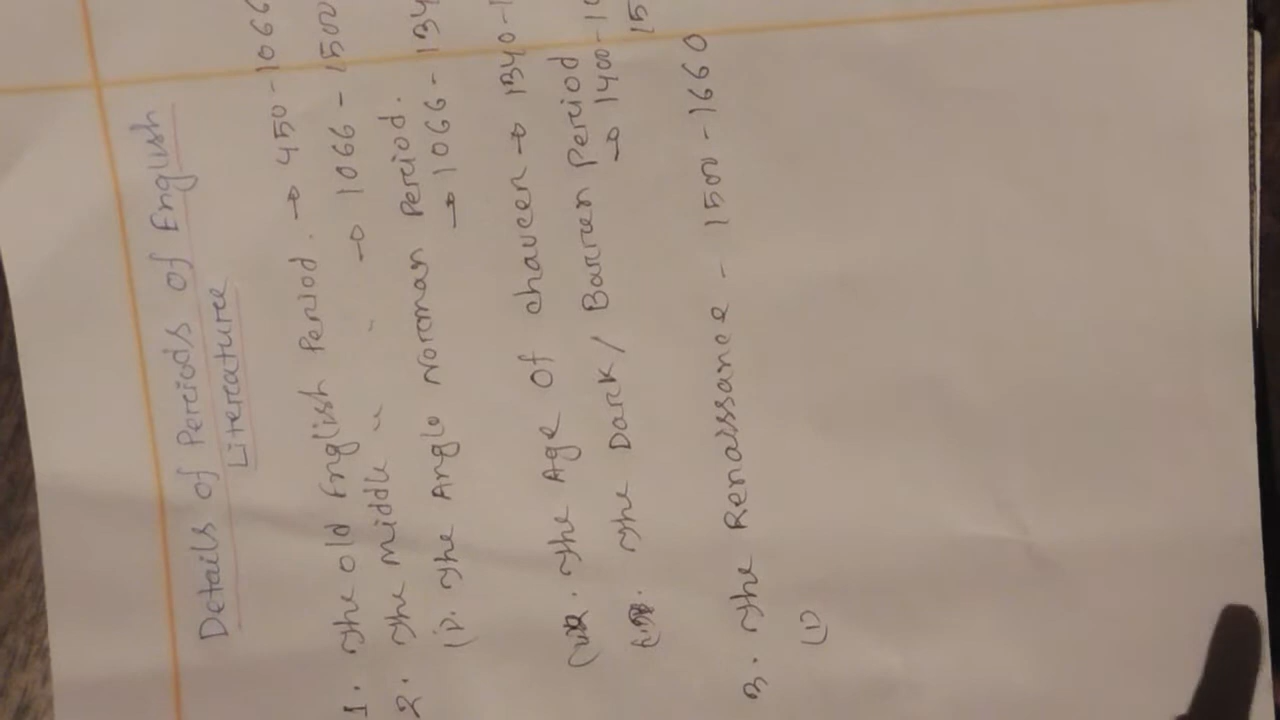 Details of Periods of English
Literature
1. The old English Period. → 450-1066
2. The middle " " → 1066 - 1500
(i). The Anglo Norman Period.
→ 1066 - 134
The Age of chaucer → 1340-1
The Dark / Barren Period
→ 1400-1
15
3. The Renaissance - 1500-1660
(1)